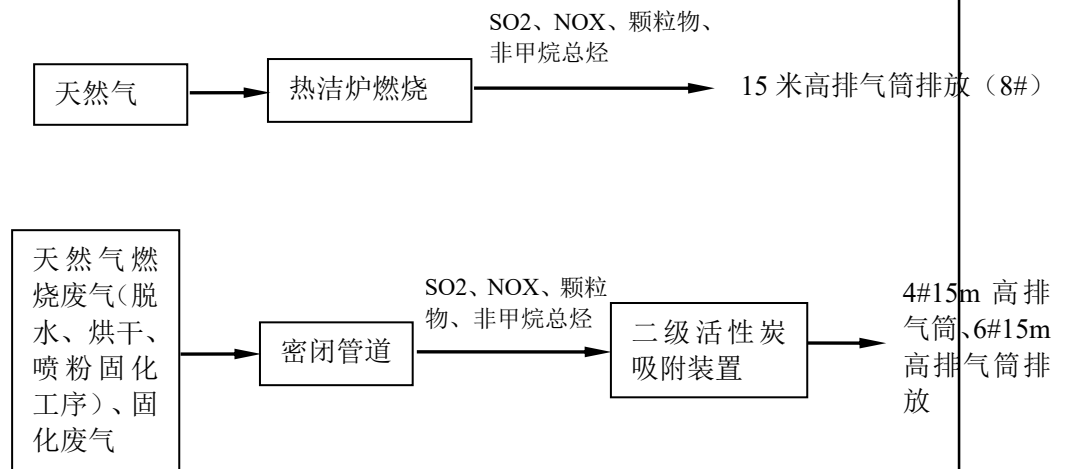 SO2、NOX、颗粒物、
非甲烷总烃
天然气
热洁炉燃烧
15 米高排气筒排放（8#）
天然气燃
烧废气（脱
水、烘干、
喷粉固化
工序）、固
化废气
密闭管道
SO2、NOX、颗粒
物、非甲烷总烃
二级活性炭
吸附装置
4#15m 高排
气筒、6#15m
高排气筒排
放